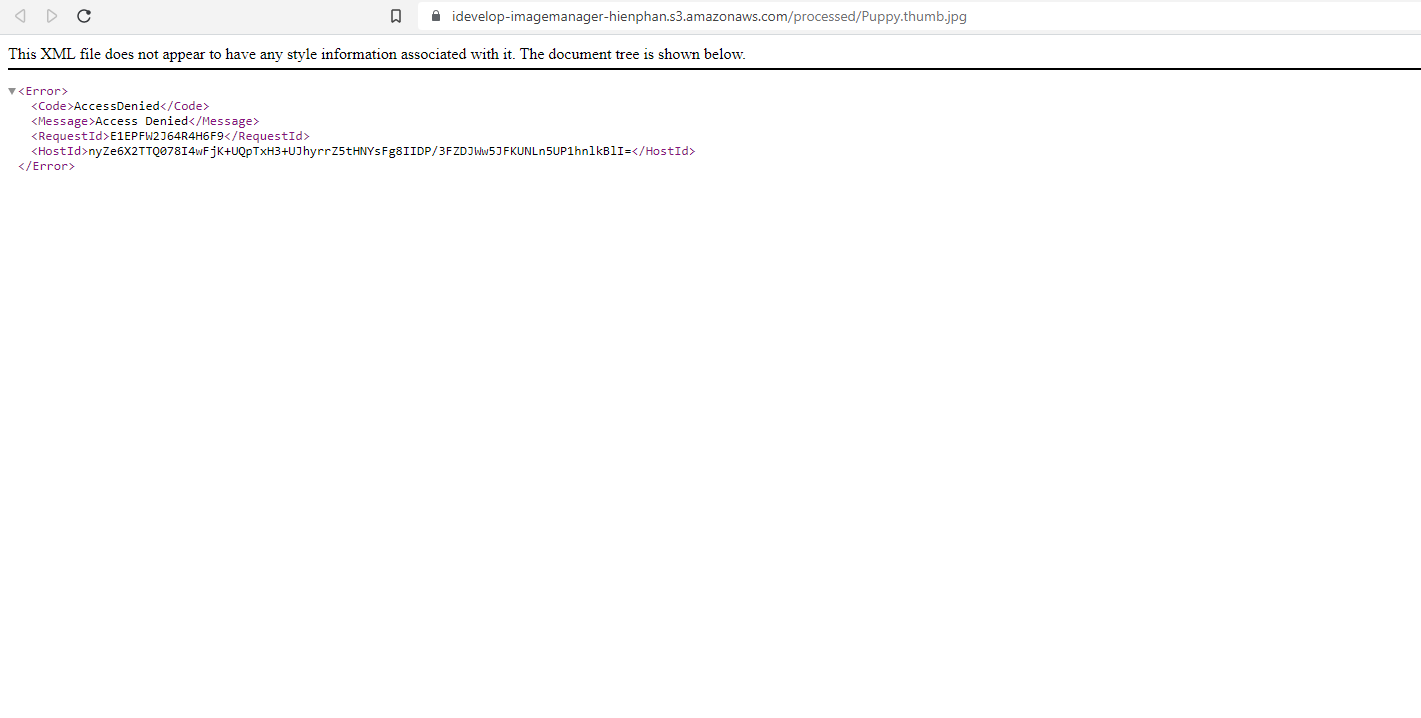 idevelop-imagemanager-hienphan.s3.amazonaws.com/processed/Puppy.thumb.jpg
This XML file does not appear to have any style information associated with it. The document tree is shown below.
<Error>
<Code>AccessDenied</Code>
<Message>Access Denied</Message>
<RequestId>E1EPFW2J64R4H6F9</RequestId>
<HostId>nyZe6X2TTQ078I4wFjK+UQpTxH3+UJhyrrZ5tHNYsFg8IIDP/3FZDJWw5JFKUNLn5UP1hnlkBlI=</HostId>
</Error>